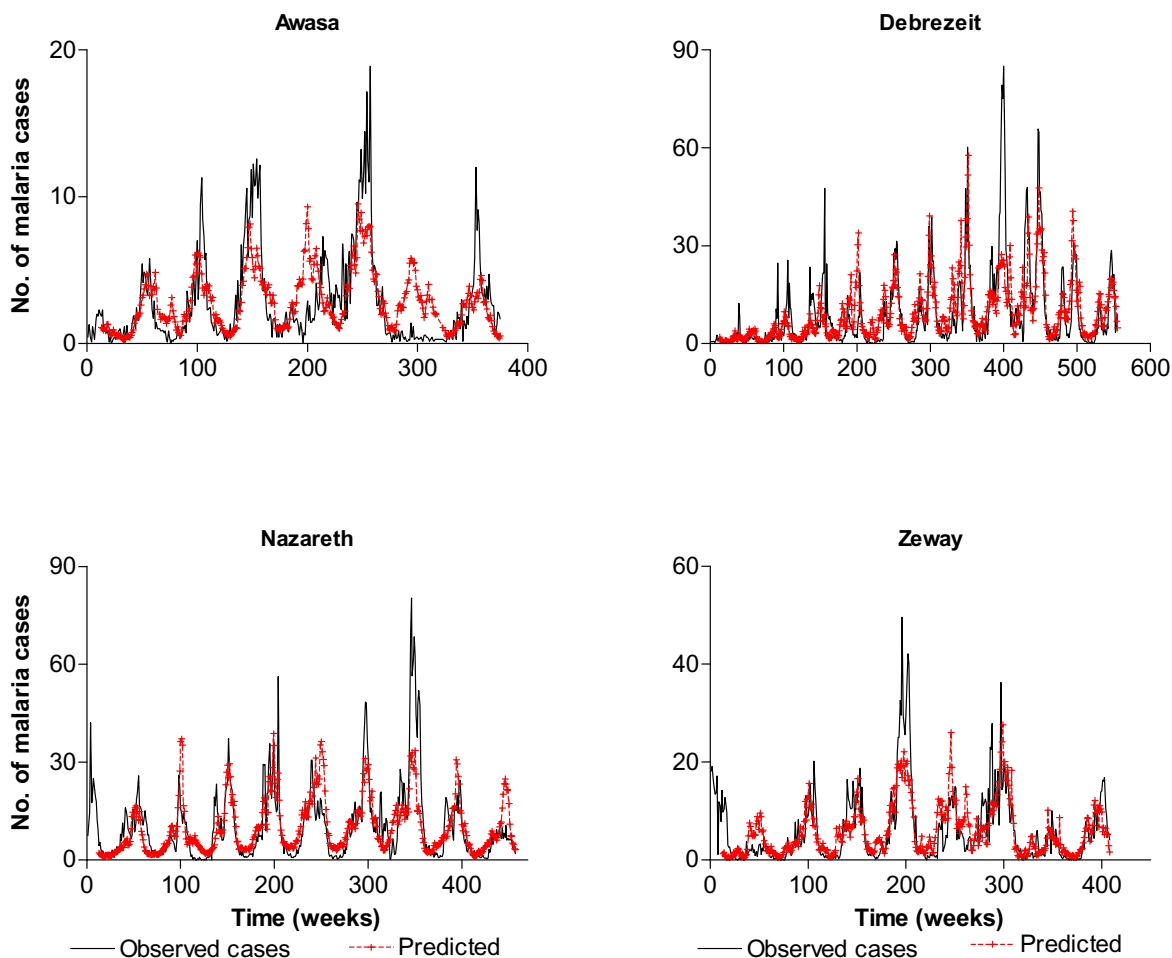 Awasa
No. of malaria cases
20
10
0
0 100 200 300 400
Debrezeit
90
60
30
0
0 100 200 300 400 500 600
Nazareth
No. of malaria cases
90
60
30
0
0 100 200 300 400
Time (weeks)
Zeway
60
40
20
0
0 100 200 300 400
Time (weeks)
Observed cases Predicted
Observed cases Predicted